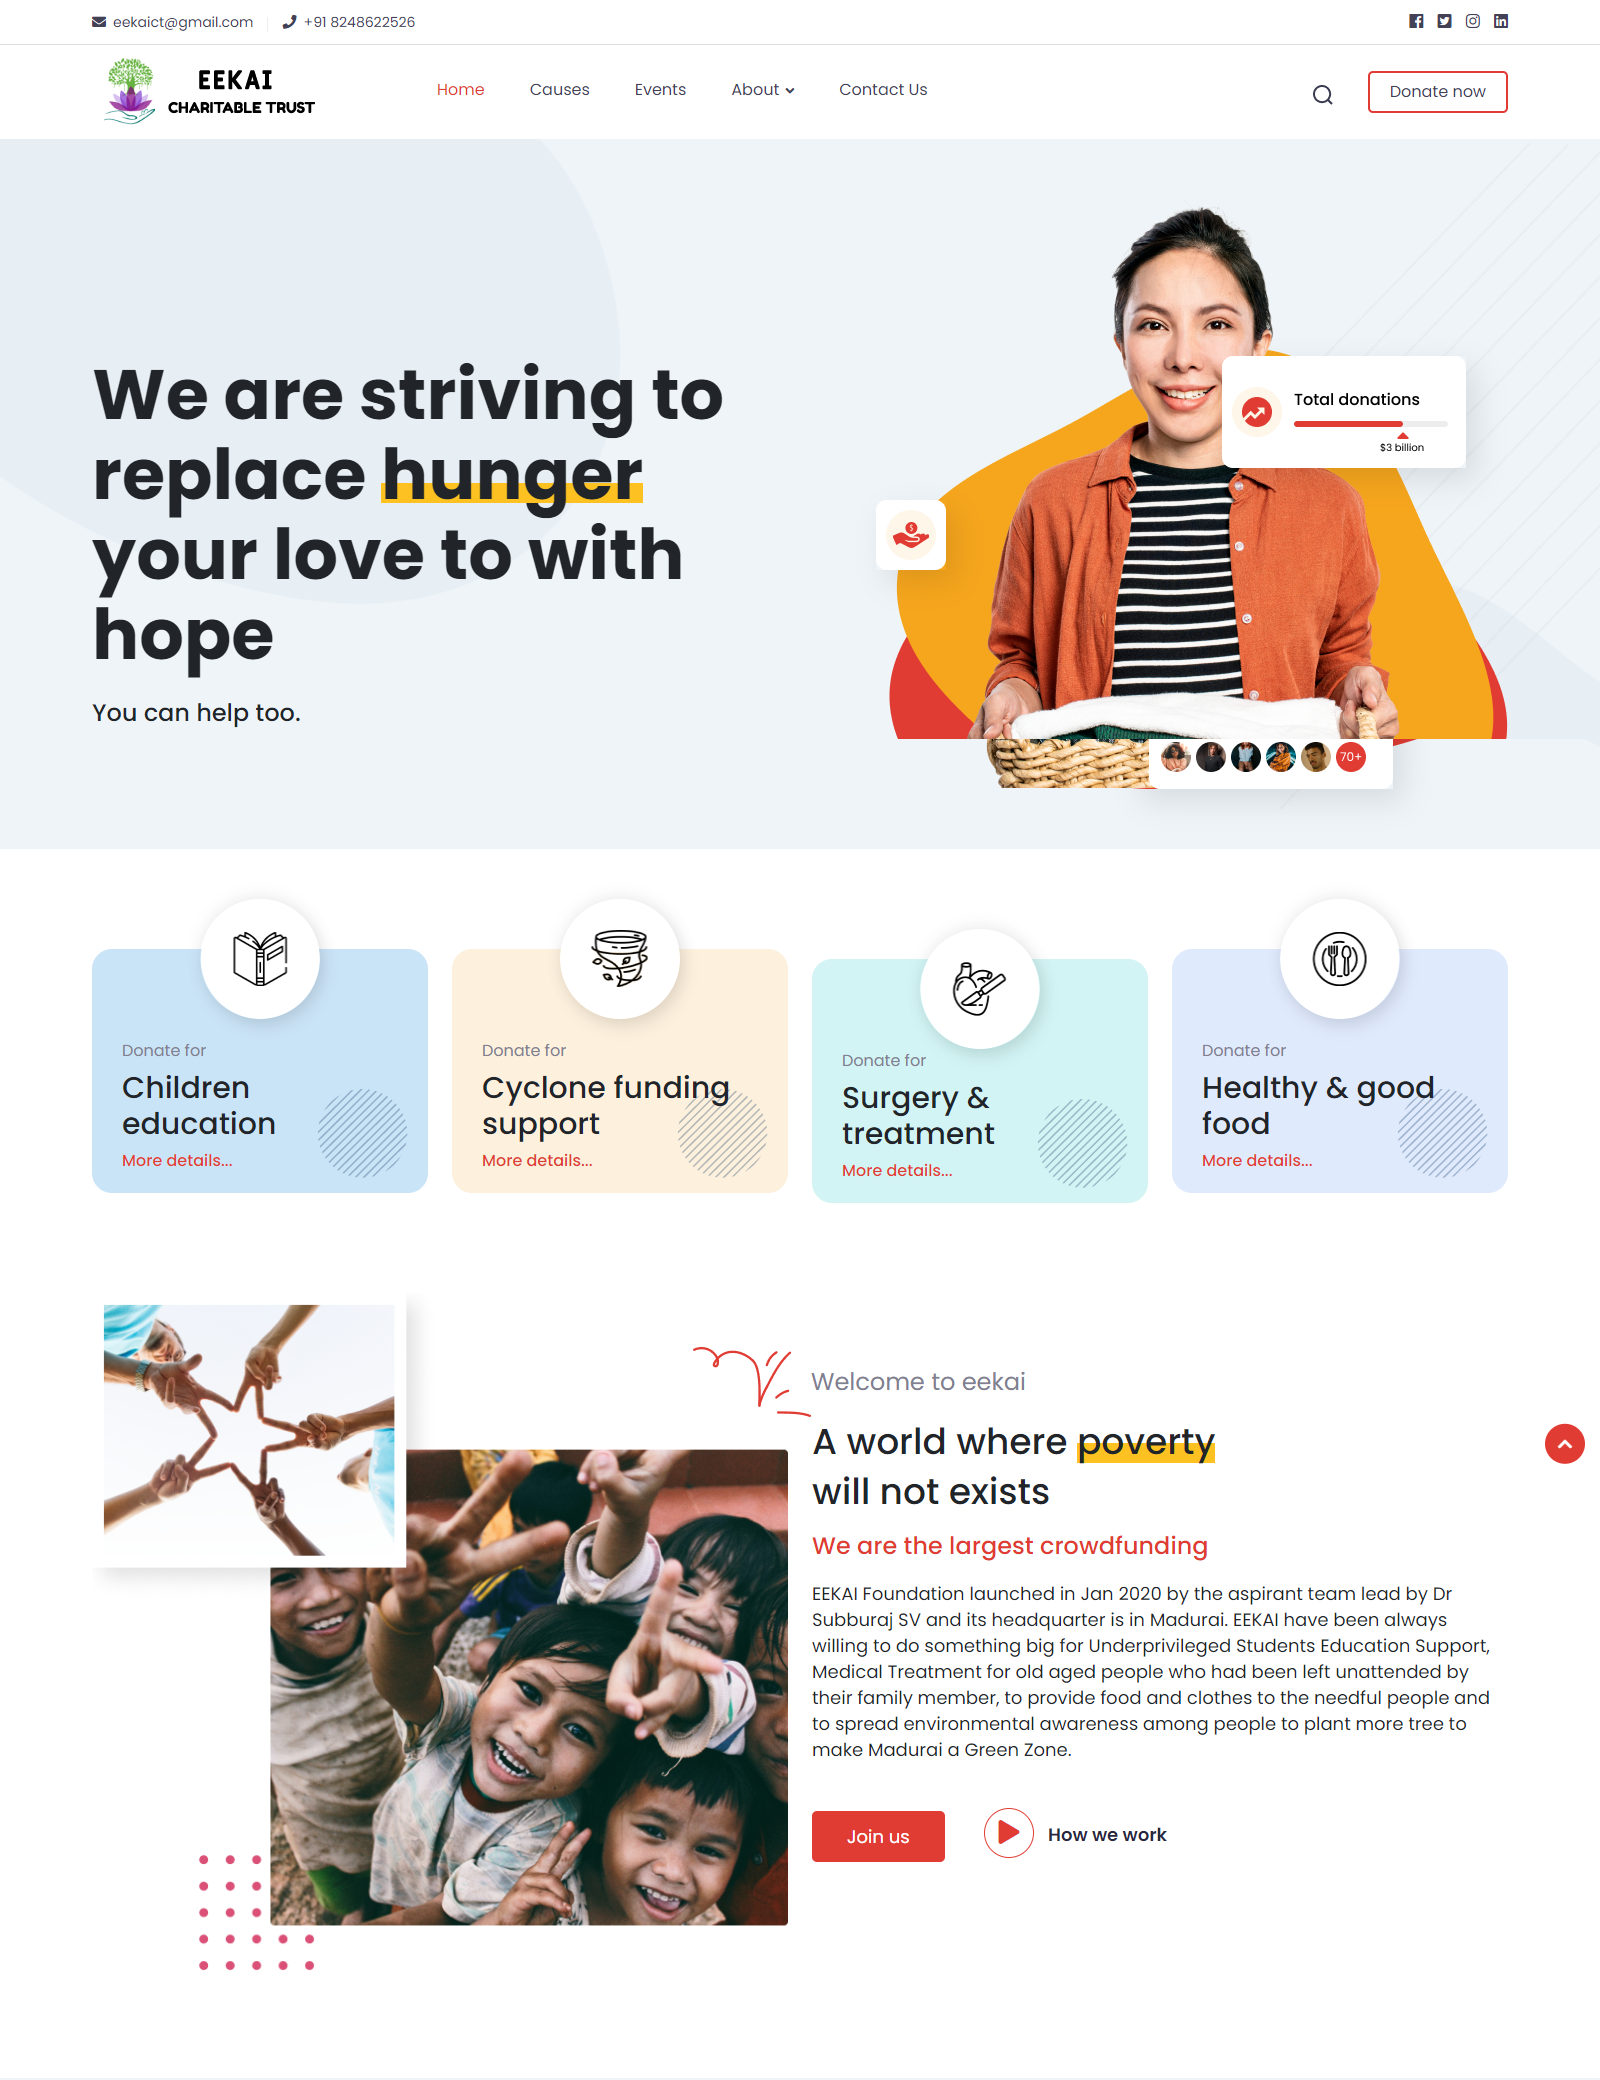 eekaict@gmail.com
+91 8248622526
EEKAI
CHARITABLE TRUST
Home
Causes
Events
About
Contact Us
Donate now
We are striving to
replace hunger
your love to with
hope
You can help too.
Total donations
$3 billion
70+
Donate for
Children
education
More details...
Donate for
Cyclone funding
support
More details...
Donate for
Surgery &
treatment
More details...
Donate for
Healthy & good
food
More details...
Welcome to eekai
A world where poverty
will not exists
We are the largest crowdfunding
EEKAI Foundation launched in Jan 2020 by the aspirant team lead by Dr
Subburaj SV and its headquarter is in Madurai. EEKAI have been always
willing to do something big for Underprivileged Students Education Support,
Medical Treatment for old aged people who had been left unattended by
their family member, to provide food and clothes to the needful people and
to spread environmental awareness among people to plant more tree to
make Madurai a Green Zone.
Join us
How we work